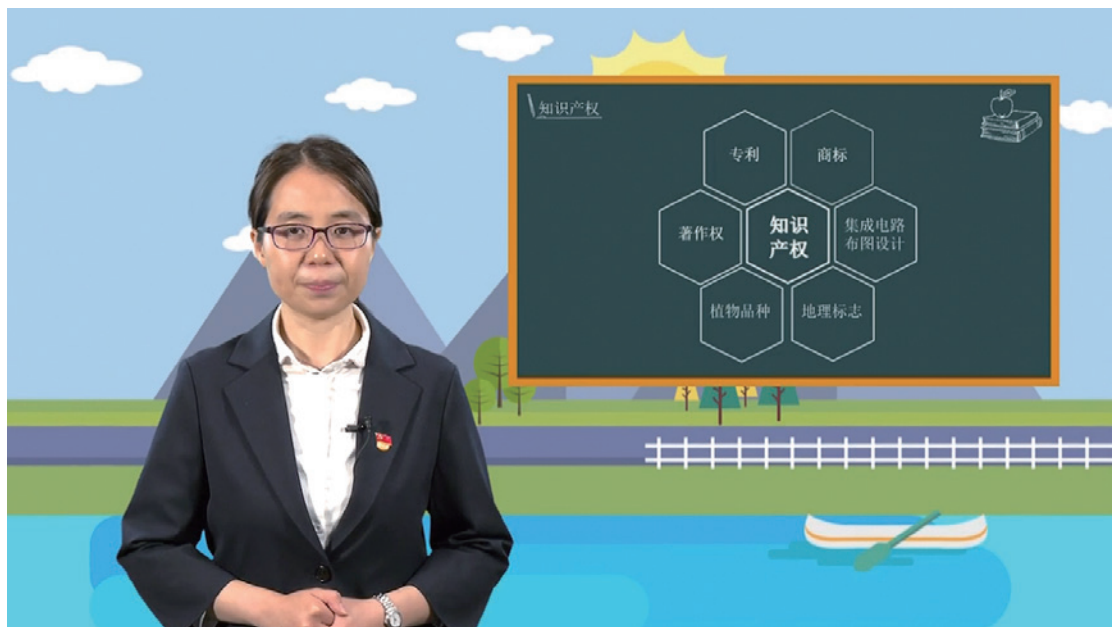 知识产权
专利
商标
著作权
知识
产权
集成电路
布图设计
植物品种
地理标志